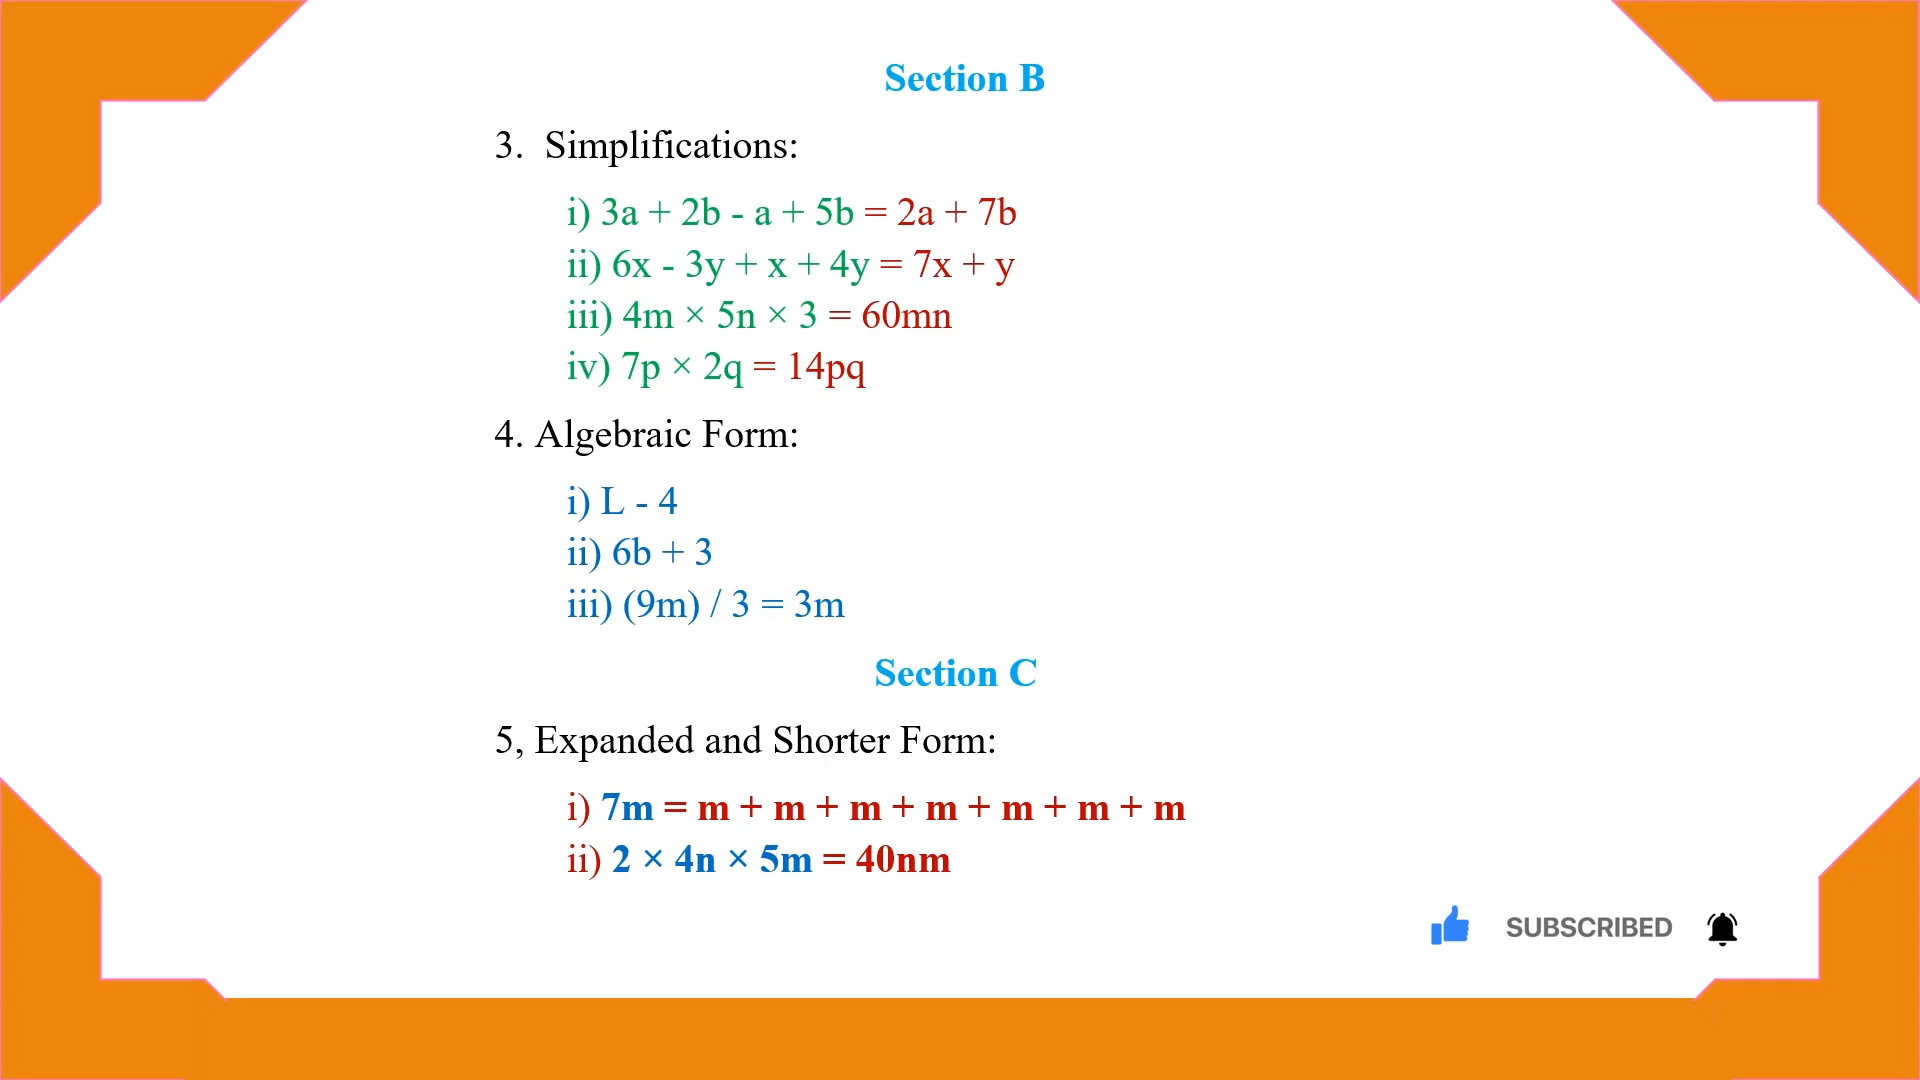 Section B
3. Simplifications:
i) 3a + 2b - a + 5b = 2a + 7b
ii) 6x - 3y + x + 4y = 7x + y
iii) 4m × 5n × 3 = 60mn
iv) 7p × 2q = 14pq
4. Algebraic Form:
i) L - 4
ii) 6b + 3
iii) (9m) / 3 = 3m
Section C
5, Expanded and Shorter Form:
i) 7m = m + m + m + m + m + m + m
ii) 2 × 4n × 5m = 40nm
SUBSCRIBED